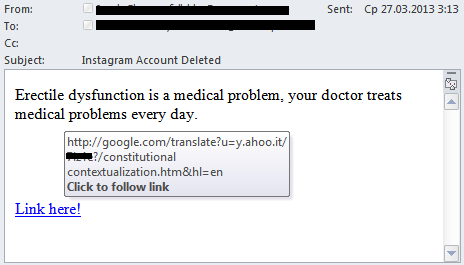 From:
Sent: Cp 27.03.2013 3:13
To:
Cc:
Subject: Instagram Account Deleted
Erectile dysfunction is a medical problem, your doctor treats
medical problems every day.
http://google.com/translate?u=y.ahoo.it/
?/constitutional
contextualization.htm&hl=en
Click to follow link
Link here!